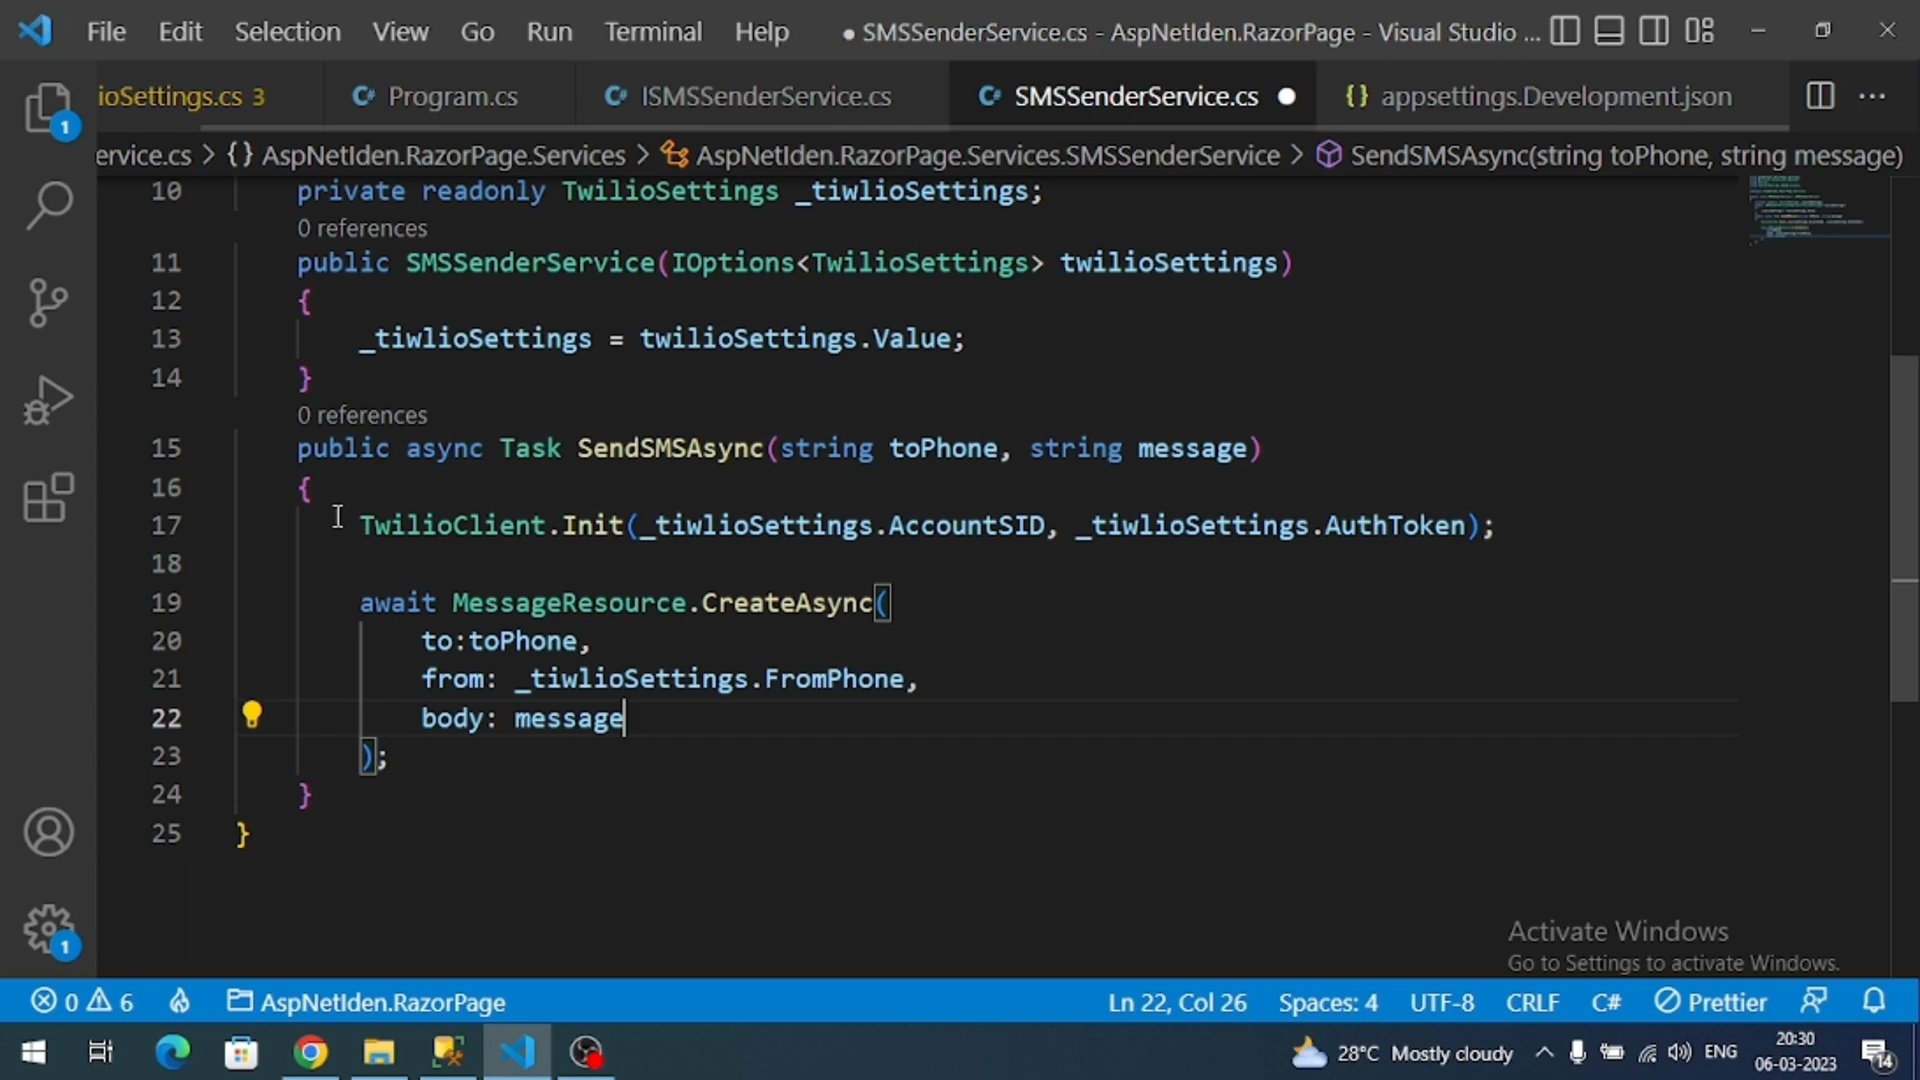 File Edit Selection View Go Run Terminal Help ● SMSSenderService.cs - AspNetIden.RazorPage - Visual Studio ...
ioSettings.cs 3 Program.cs ISMSSenderService.cs SMSSenderService.cs ● {} appsettings.Development.json ...
ervice.cs > {} AspNetIden.RazorPage.Services > AspNetIden.RazorPage.Services.SMSSenderService > SendSMSAsync(string toPhone, string message)
10 private readonly TwilioSettings _tiwlioSettings;
0 references
11 public SMSSenderService(IOptions<TwilioSettings> twilioSettings)
12 {
13 _tiwlioSettings = twilioSettings.Value;
14 }
0 references
15 public async Task SendSMSAsync(string toPhone, string message)
16 {
17 TwilioClient.Init(_tiwlioSettings.AccountSID, _tiwlioSettings.AuthToken);
18
19 await MessageResource.CreateAsync(
20 to:toPhone,
21 from: _tiwlioSettings.FromPhone,
22 body: message
23 );
24 }
25 }
1
1
Activate Windows
Go to Settings to activate Windows.
0 6 AspNetIden.RazorPage Ln 22, Col 26 Spaces: 4 UTF-8 CRLF C# Prettier
28°C Mostly cloudy ENG 20:30
06-03-2023 14